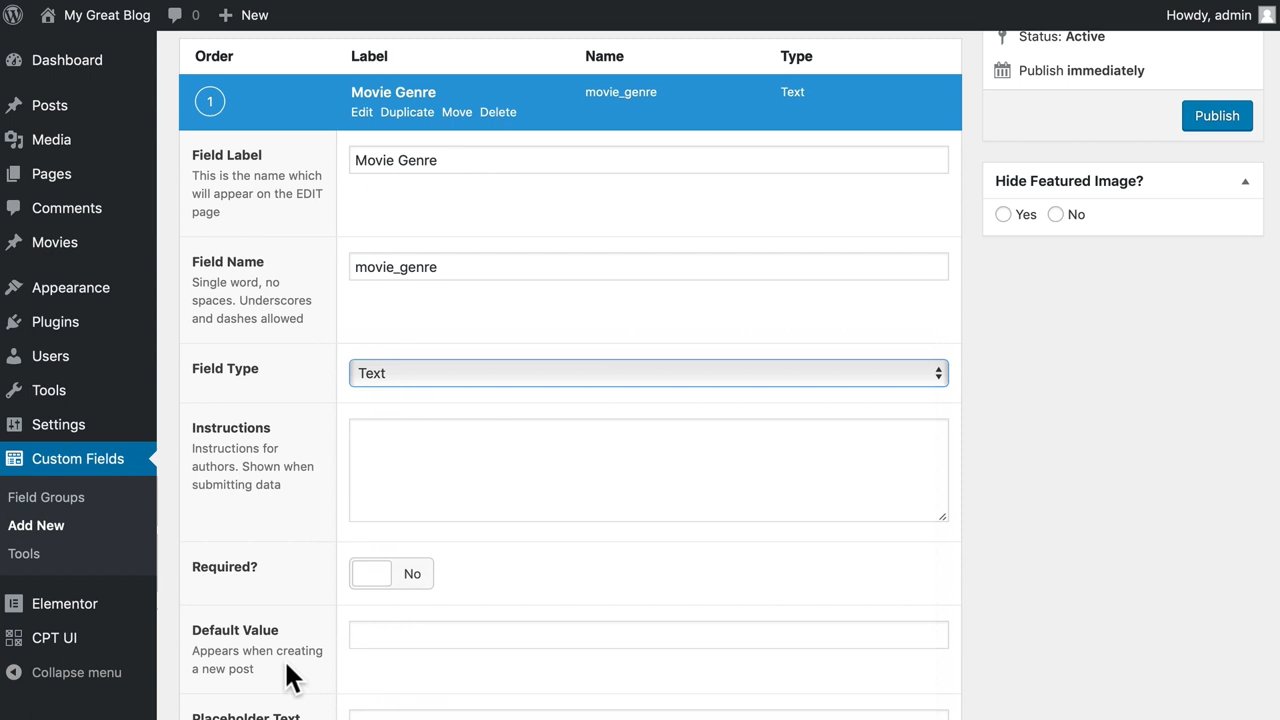 My Great Blog 0 New Howdy, admin
Dashboard
Posts
Media
Pages
Comments
Movies
Appearance
Plugins
Users
Tools
Settings
Custom Fields
Field Groups
Add New
Tools
Elementor
CPT UI
Collapse menu
Order Label Name Type
1 Movie Genre movie_genre Text
Edit Duplicate Move Delete
Field Label
This is the name which
will appear on the EDIT
page
Movie Genre
Field Name
Single word, no
spaces. Underscores
and dashes allowed
movie_genre
Field Type
Text
Instructions
Instructions for
authors. Shown when
submitting data
Required?
No
Default Value
Appears when creating
a new post
Placeholder Text
Status: Active
Publish immediately
Publish
Hide Featured Image?
Yes No